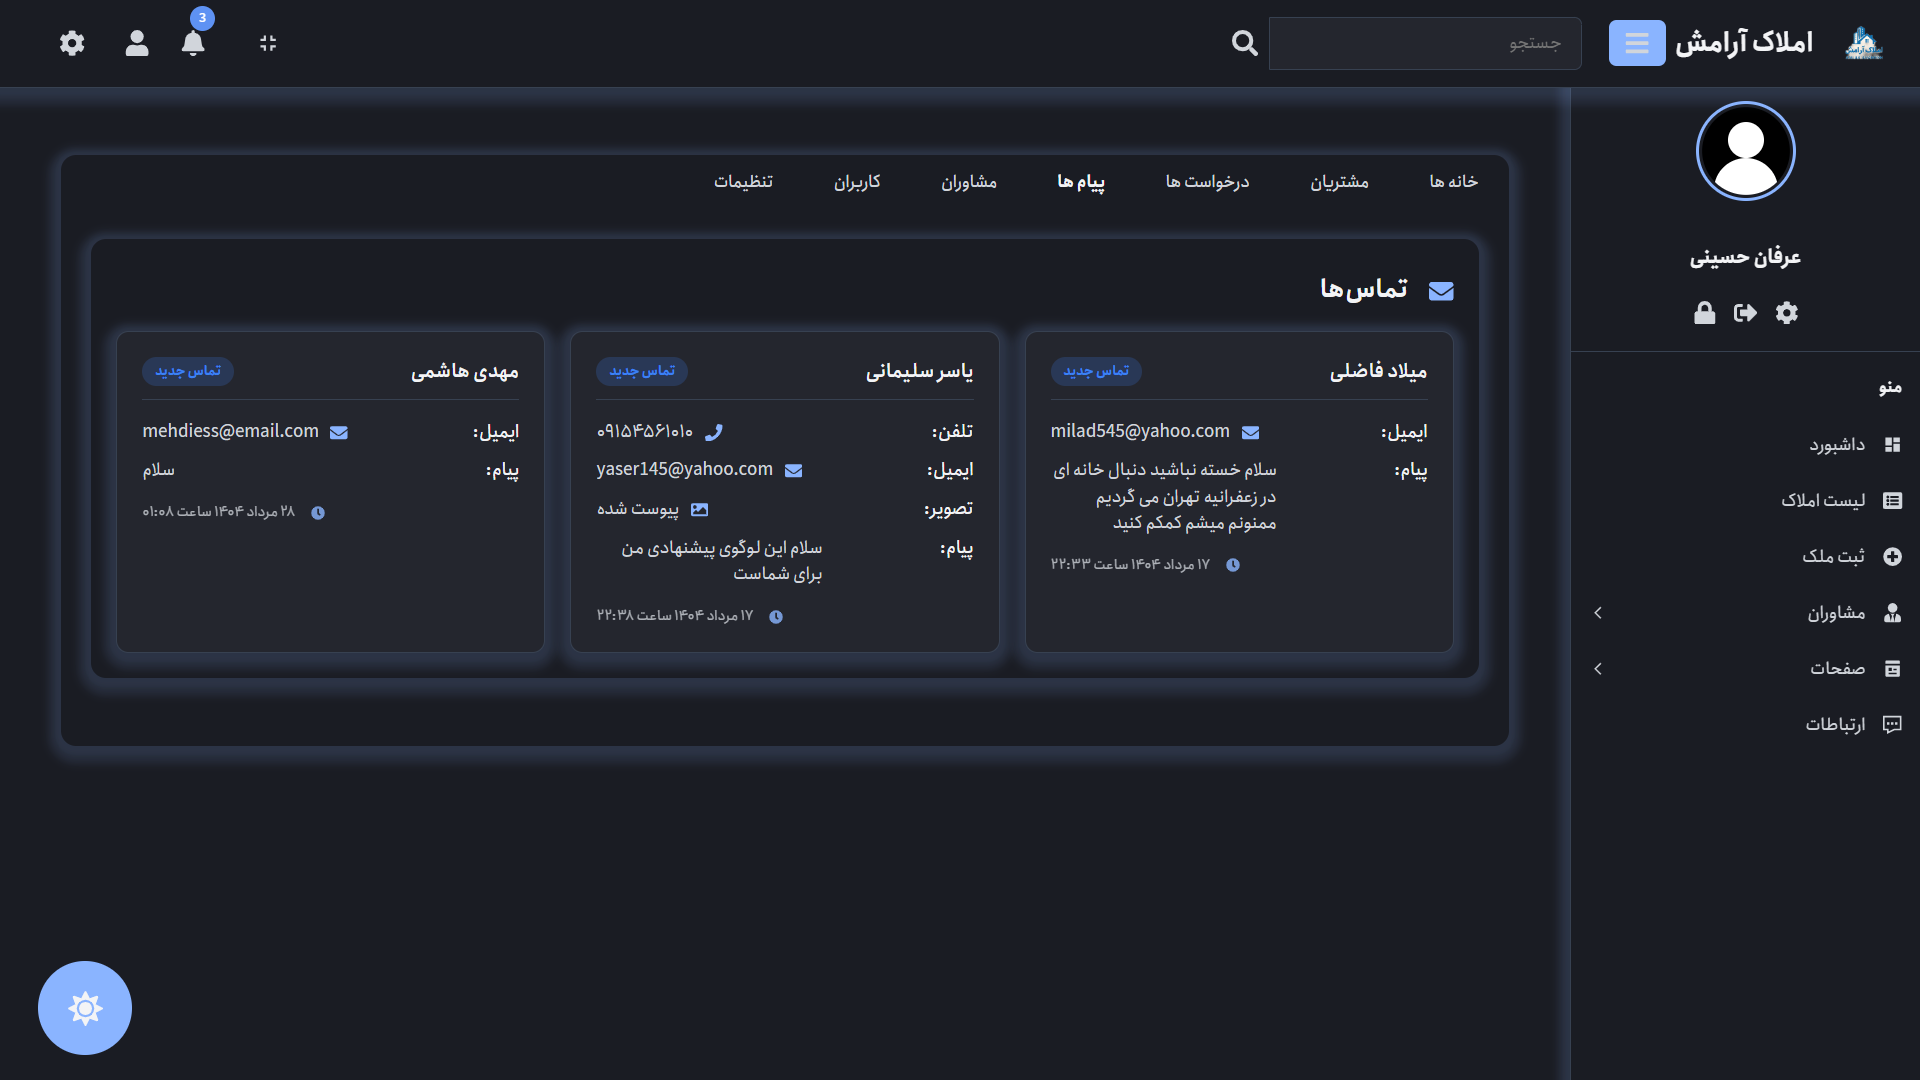 املاک آرامش
جستجو
3
عرفان حسینی
منو
داشبورد
لیست املاک
ثبت ملک
مشاوران
صفحات
ارتباطات
خانه ها
مشتریان
درخواست ها
پیام ها
مشاوران
کاربران
تنظیمات
تماس‌ها
میلاد فاضلی
تماس جدید
ایمیل: milad545@yahoo.com
پیام: سلام خسته نباشید دنبال خانه ای
در زعفرانیه تهران می گردیم
ممنونم میشم کمکم کنید
۱۷ مرداد ۱۴۰۴ ساعت ۲۲:۳۳
یاسر سلیمانی
تماس جدید
تلفن: ۰۹۱۵۴۵۶۱۰۱۰
ایمیل: yaser145@yahoo.com
تصویر: پیوست شده
پیام: سلام این لوگوی پیشنهادی من
برای شماست
۱۷ مرداد ۱۴۰۴ ساعت ۲۲:۳۸
مهدی هاشمی
تماس جدید
ایمیل: mehdiess@email.com
پیام: سلام
۲۸ مرداد ۱۴۰۴ ساعت ۰۱:۰۸